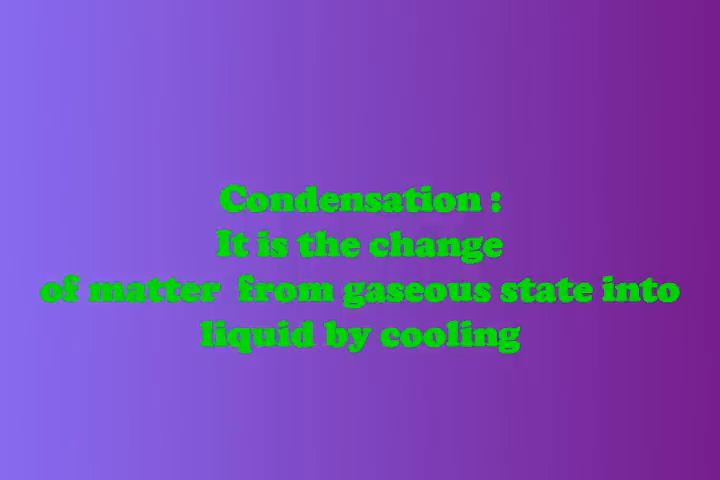 Condensation :
It is the change
of matter  from gaseous state into
liquid by cooling